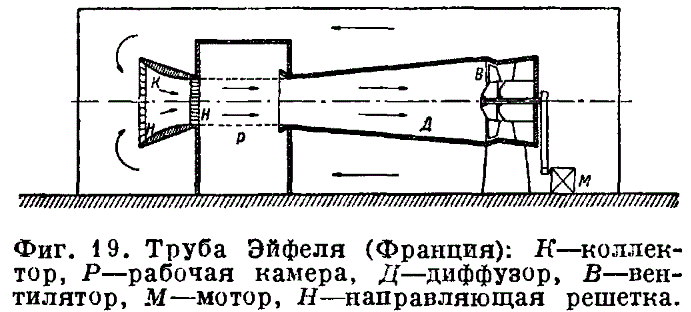 К
Н
Н
Р
Д
В
М
Фиг. 19. Труба Эйфеля (Франция): К—коллек-
тор, Р—рабочая камера, Д—диффузор, В—вен-
тилятор, М—мотор, Н—направляющая решетка.